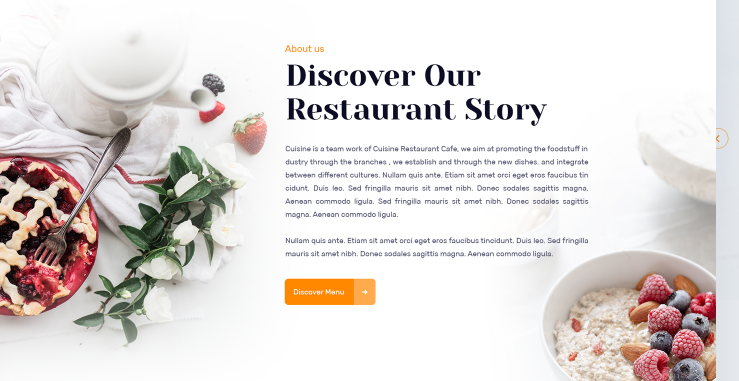 About us
Discover Our
Restaurant Story
Cuisine is a team work of Cuisine Restaurant Cafe, we aim at promoting the foodstuff in
dustry through the branches , we establish and through the new dishes. and integrate
between different cultures. Nullam quis ante. Etiam sit amet orci eget eros faucibus tin
cidunt. Duis leo. Sed fringilla mauris sit amet nibh. Donec sodales sagittis magna.
Aenean commodo ligula. Sed fringilla mauris sit amet nibh. Donec sodales sagittis
magna. Aenean commodo ligula.
Nullam quis ante. Etiam sit amet orci eget eros faucibus tincidunt. Duis leo. Sed fringilla
mauris sit amet nibh. Donec sodales sagittis magna. Aenean commodo ligula.
Discover Menu